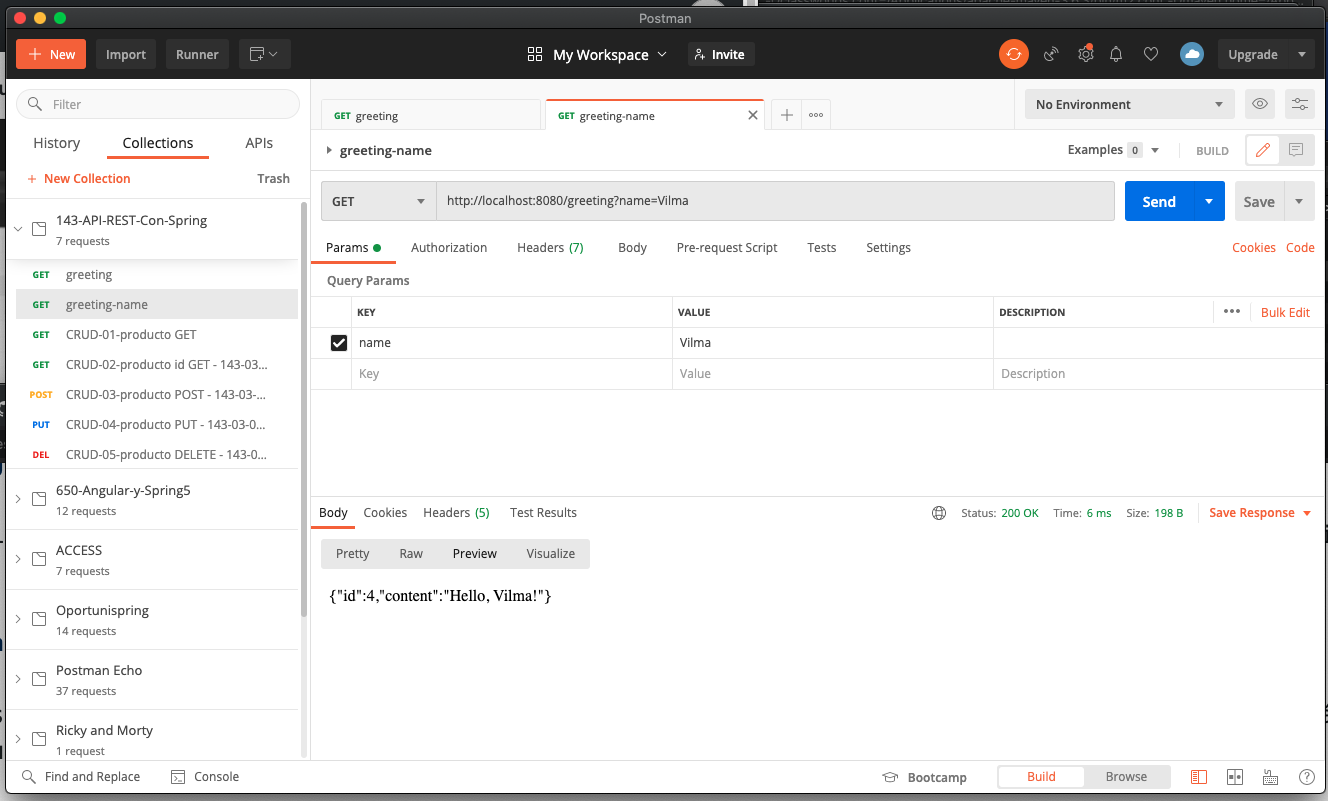 Postman
New
Import
Runner
My Workspace
Invite
Upgrade
Filter
History
Collections
APIs
+ New Collection
Trash
143-API-REST-Con-Spring
7 requests
GET greeting
GET greeting-name
GET CRUD-01-producto GET
GET CRUD-02-producto id GET - 143-03...
POST CRUD-03-producto POST - 143-03-...
PUT CRUD-04-producto PUT - 143-03-0...
DEL CRUD-05-producto DELETE - 143-0...
650-Angular-y-Spring5
12 requests
ACCESS
7 requests
Oportunispring
14 requests
Postman Echo
37 requests
Ricky and Morty
1 request
GET greeting
GET greeting-name
No Environment
greeting-name
Examples 0
BUILD
GET
http://localhost:8080/greeting?name=Vilma
Send
Save
Params
Authorization
Headers (7)
Body
Pre-request Script
Tests
Settings
Cookies
Code
Query Params
KEY
VALUE
DESCRIPTION
Bulk Edit
name
Vilma
Key
Value
Description
Body
Cookies
Headers (5)
Test Results
Status: 200 OK
Time: 6 ms
Size: 198 B
Save Response
Pretty
Raw
Preview
Visualize
{"id":4,"content":"Hello, Vilma!"}
Find and Replace
Console
Bootcamp
Build
Browse